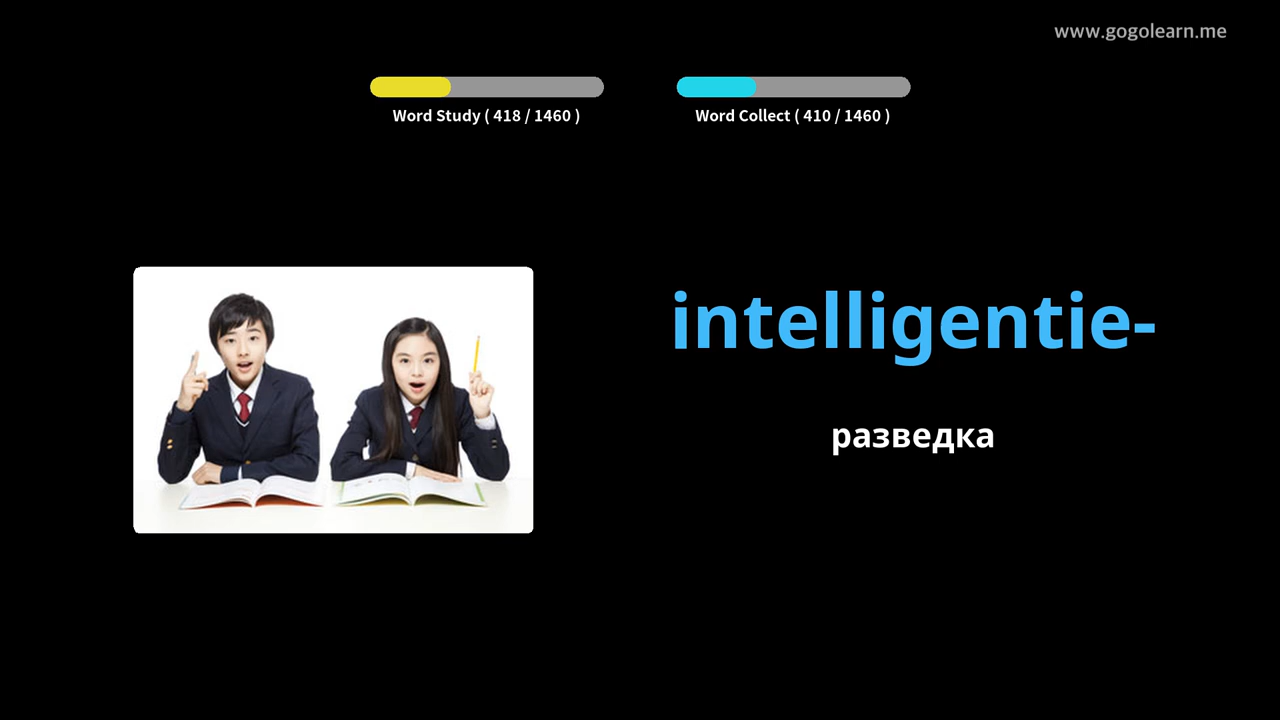 www.gogolearn.me
Word Study ( 418 / 1460 )
Word Collect ( 410 / 1460 )
intelligentie-
разведка